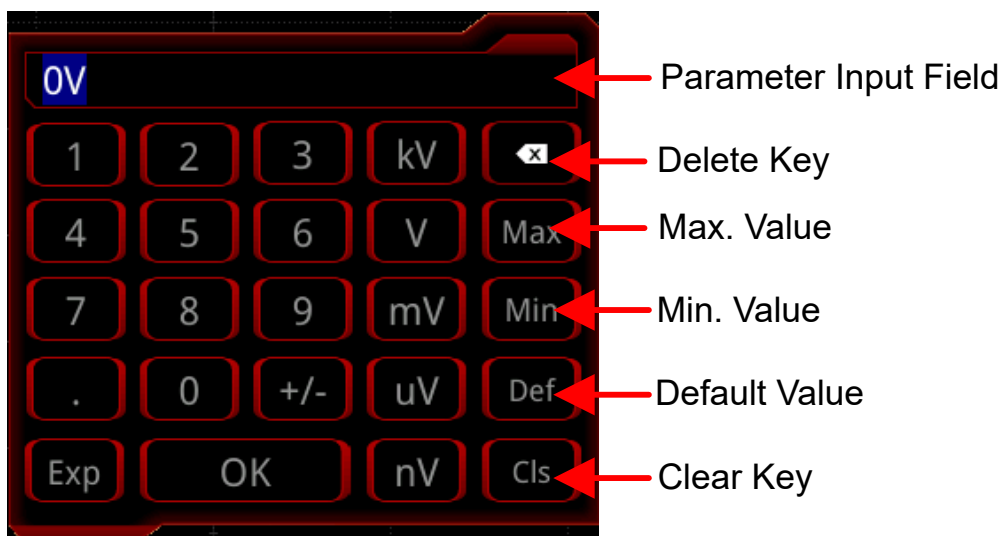 0V
Parameter Input Field
1 2 3 kV x
Delete Key
4 5 6 V Max
Max. Value
7 8 9 mV Min
Min. Value
. 0 +/- uV Def
Default Value
Exp OK nV Cls
Clear Key